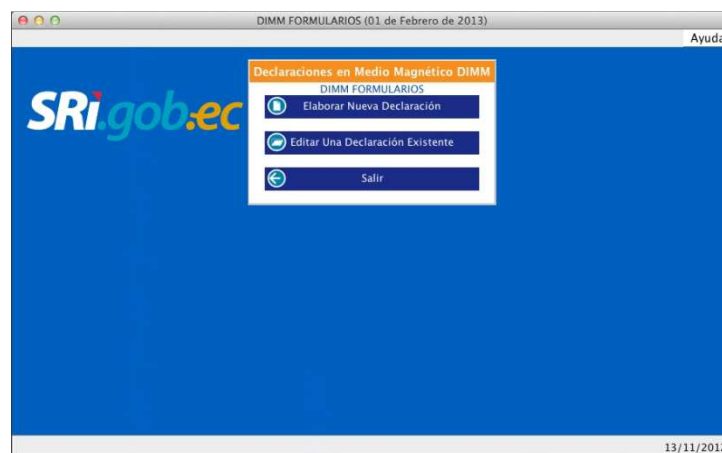 DIMM FORMULARIOS (01 de Febrero de 2013)
Ayuda
SRi.gob.ec
Declaraciones en Medio Magnético DIMM
DIMM FORMULARIOS
Elaborar Nueva Declaración
Editar Una Declaración Existente
Salir